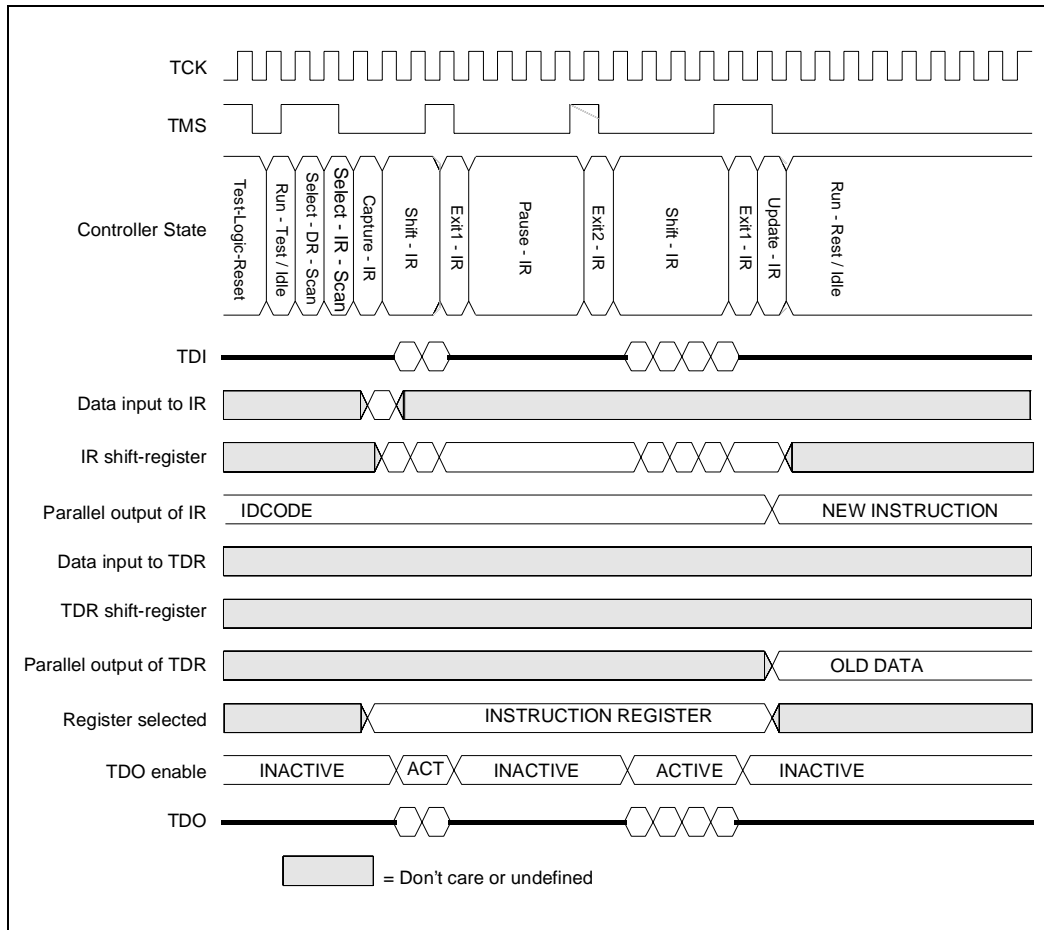 TCK
TMS
Controller State
Test-Logic-Reset
Run - Test / Idle
Select - DR - Scan
Select - IR - Scan
Capture - IR
Shift - IR
Exit1 - IR
Pause - IR
Exit2 - IR
Shift - IR
Exit1 - IR
Update - IR
Run - Rest / Idle
TDI
Data input to IR
IR shift-register
Parallel output of IR IDCODE NEW INSTRUCTION
Data input to TDR
TDR shift-register
Parallel output of TDR OLD DATA
Register selected INSTRUCTION REGISTER
TDO enable INACTIVE ACT INACTIVE ACTIVE INACTIVE
TDO
= Don't care or undefined